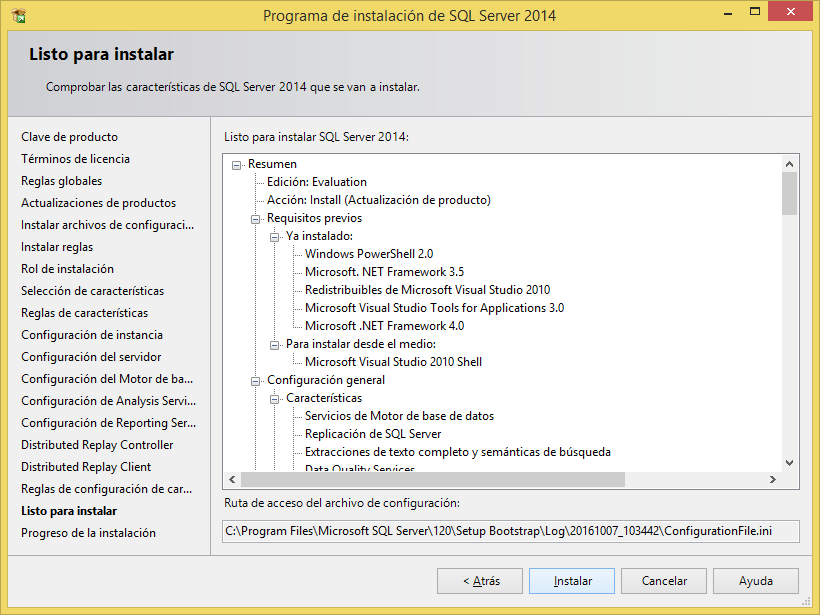 Programa de instalación de SQL Server 2014
Listo para instalar
Comprobar las características de SQL Server 2014 que se van a instalar.
Clave de producto
Términos de licencia
Reglas globales
Actualizaciones de productos
Instalar archivos de configuraci...
Instalar reglas
Rol de instalación
Selección de características
Reglas de características
Configuración de instancia
Configuración del servidor
Configuración del Motor de ba...
Configuración de Analysis Servi...
Configuración de Reporting Ser...
Distributed Replay Controller
Distributed Replay Client
Reglas de configuración de car...
Listo para instalar
Progreso de la instalación
Listo para instalar SQL Server 2014:
Resumen
Edición: Evaluation
Acción: Install (Actualización de producto)
Requisitos previos
Ya instalado:
Windows PowerShell 2.0
Microsoft. NET Framework 3.5
Redistribuibles de Microsoft Visual Studio 2010
Microsoft Visual Studio Tools for Applications 3.0
Microsoft .NET Framework 4.0
Para instalar desde el medio:
Microsoft Visual Studio 2010 Shell
Configuración general
Características
Servicios de Motor de base de datos
Replicación de SQL Server
Extracciones de texto completo y semánticas de búsqueda
Data Quality Services
Ruta de acceso del archivo de configuración:
C:\Program Files\Microsoft SQL Server\120\Setup Bootstrap\Log\20161007_103442\ConfigurationFile.ini
< Atrás
Instalar
Cancelar
Ayuda